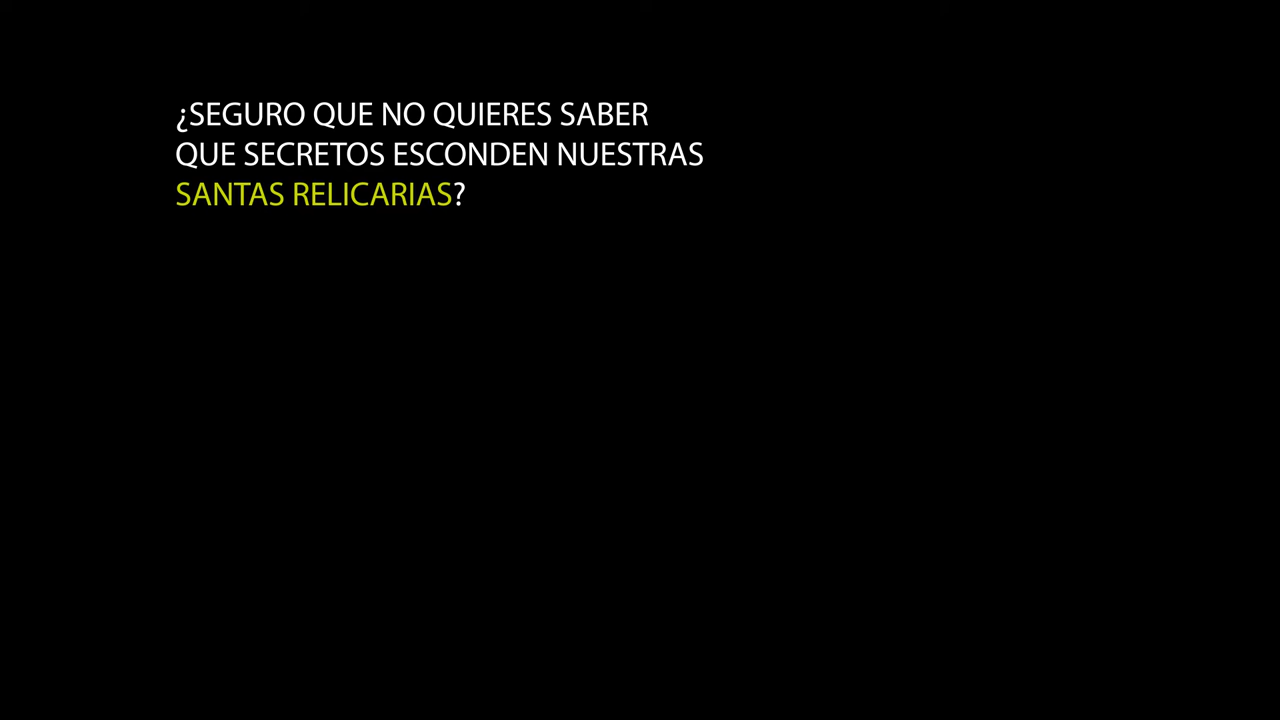 ¿SEGURO QUE NO QUIERES SABER
QUE SECRETOS ESCONDEN NUESTRAS
SANTAS RELICARIAS?